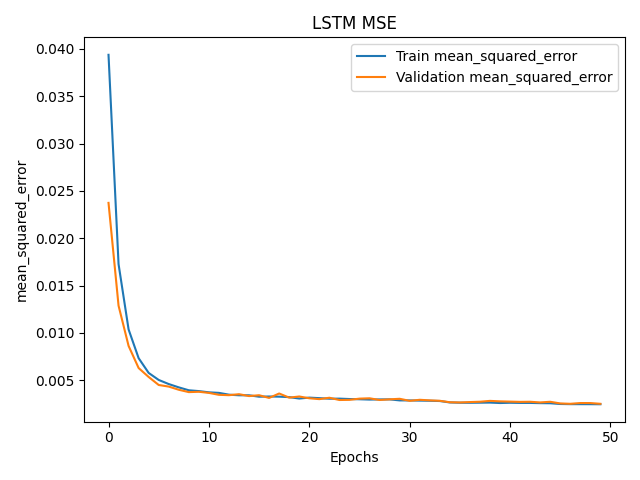 LSTM MSE
Train mean_squared_error
Validation mean_squared_error
mean_squared_error
0.040
0.035
0.030
0.025
0.020
0.015
0.010
0.005
0 10 20 30 40 50
Epochs